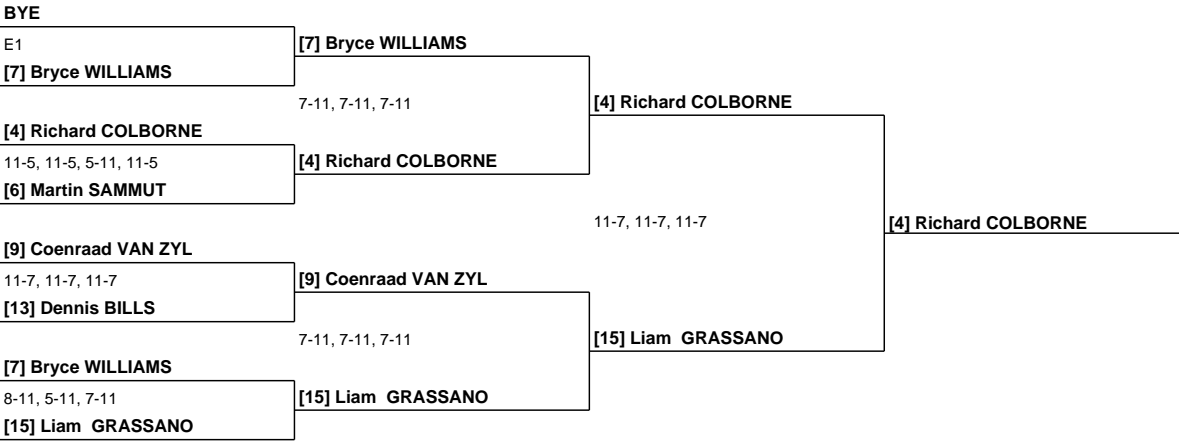 BYE
E1
[7] Bryce WILLIAMS
[7] Bryce WILLIAMS
7-11, 7-11, 7-11
[4] Richard COLBORNE
[4] Richard COLBORNE
11-5, 11-5, 5-11, 11-5
[4] Richard COLBORNE
[6] Martin SAMMUT
11-7, 11-7, 11-7
[4] Richard COLBORNE
[9] Coenraad VAN ZYL
11-7, 11-7, 11-7
[9] Coenraad VAN ZYL
[13] Dennis BILLS
7-11, 7-11, 7-11
[15] Liam  GRASSANO
[7] Bryce WILLIAMS
8-11, 5-11, 7-11
[15] Liam  GRASSANO
[15] Liam  GRASSANO